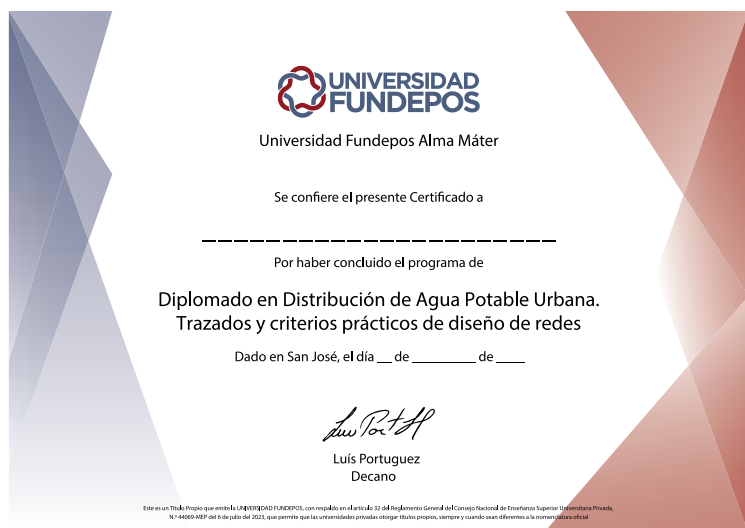 UNIVERSIDAD
FUNDEPOS
Universidad Fundepos Alma Máter
Se confiere el presente Certificado a
Por haber concluido el programa de
Diplomado en Distribución de Agua Potable Urbana.
Trazados y criterios prácticos de diseño de redes
Dado en San José, el día __ de ________ de ____
Luís Portuguez
Decano
Este es un Título Propio que emite la UNIVERSIDAD FUNDEPOS, con respaldo en el artículo 32 del Reglamento General del Consejo Nacional de Enseñanza Superior Universitaria Privada,
N.º 44069-MEP del 6 de julio del 2023, que permite que las universidades privadas otorgar títulos propios, siempre y cuando sean diferentes a la nomenclatura oficial